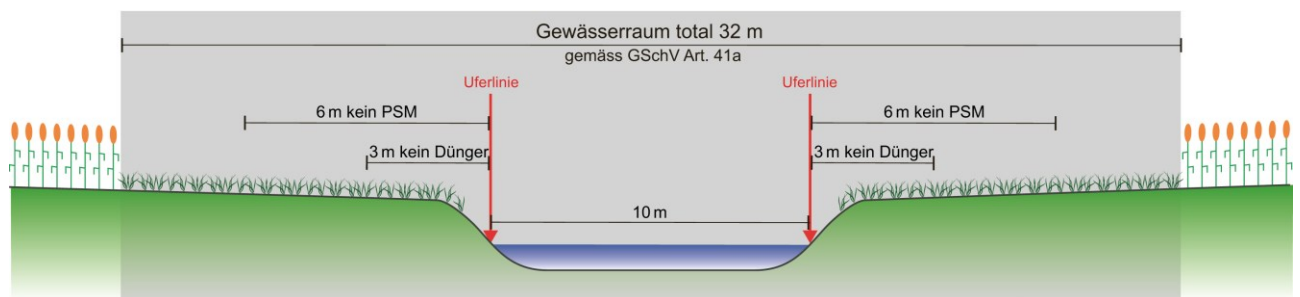 Gewässerraum total 32 m
gemäss GSchV Art. 41a
Uferlinie
Uferlinie
6 m kein PSM
6 m kein PSM
3 m kein Dünger
3 m kein Dünger
10 m